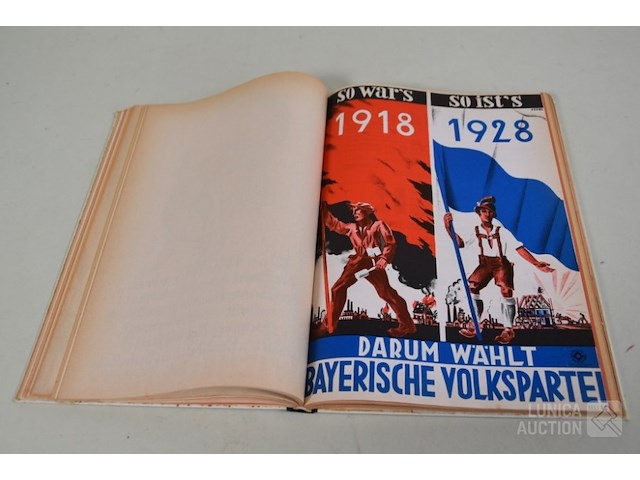 so war's
so ist's
1918
1928
DARUM WÄHLT
BAYERISCHE VOLKSPARTEI
LUNICA
AUCTION